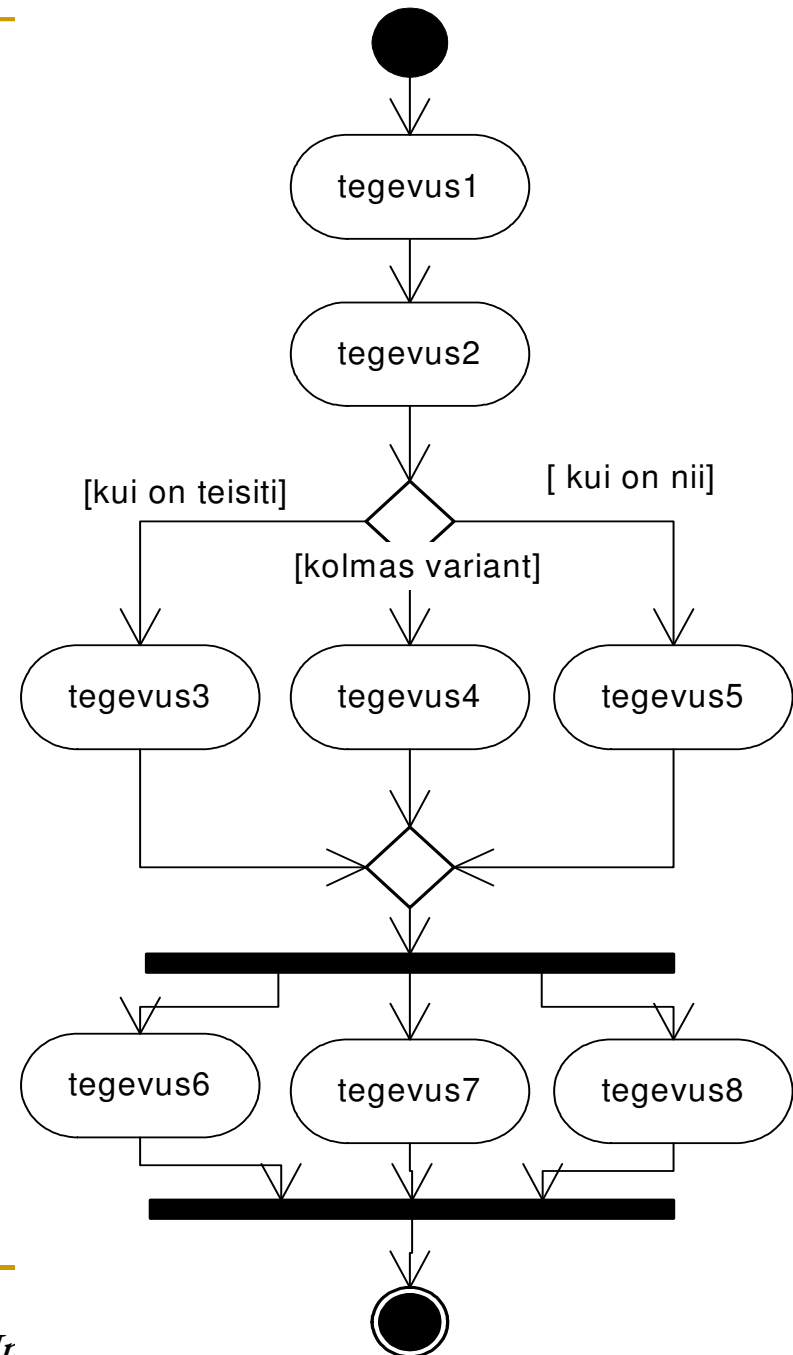 tegevus1
tegevus2
[kui on teisiti]
[ kui on nii]
[kolmas variant]
tegevus3
tegevus4
tegevus5
tegevus6
tegevus7
tegevus8